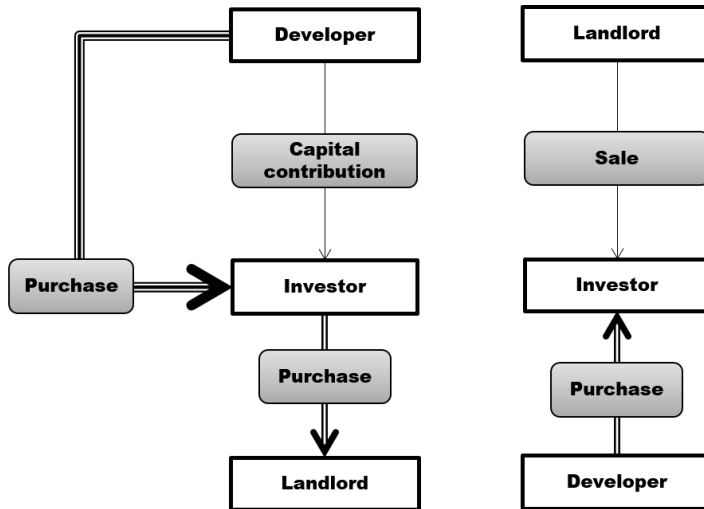 Developer
Capital
contribution
Purchase
Investor
Purchase
Landlord
Landlord
Sale
Investor
Purchase
Developer